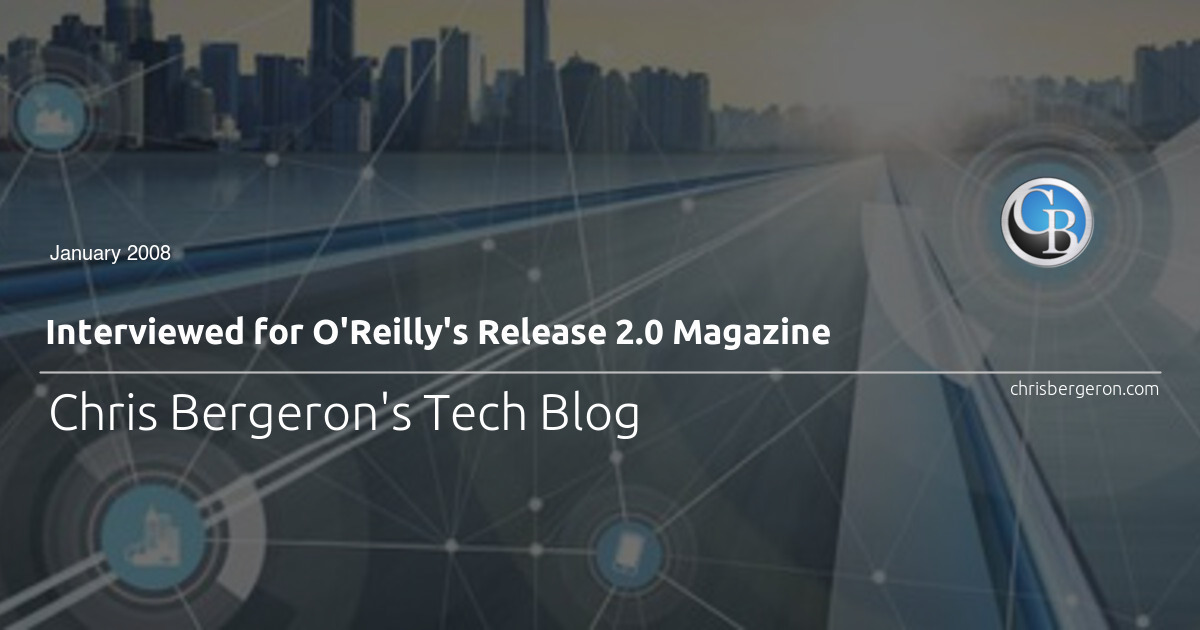 January 2008
CB
Interviewed for O'Reilly's Release 2.0 Magazine
chrisbergeron.com
Chris Bergeron's Tech Blog